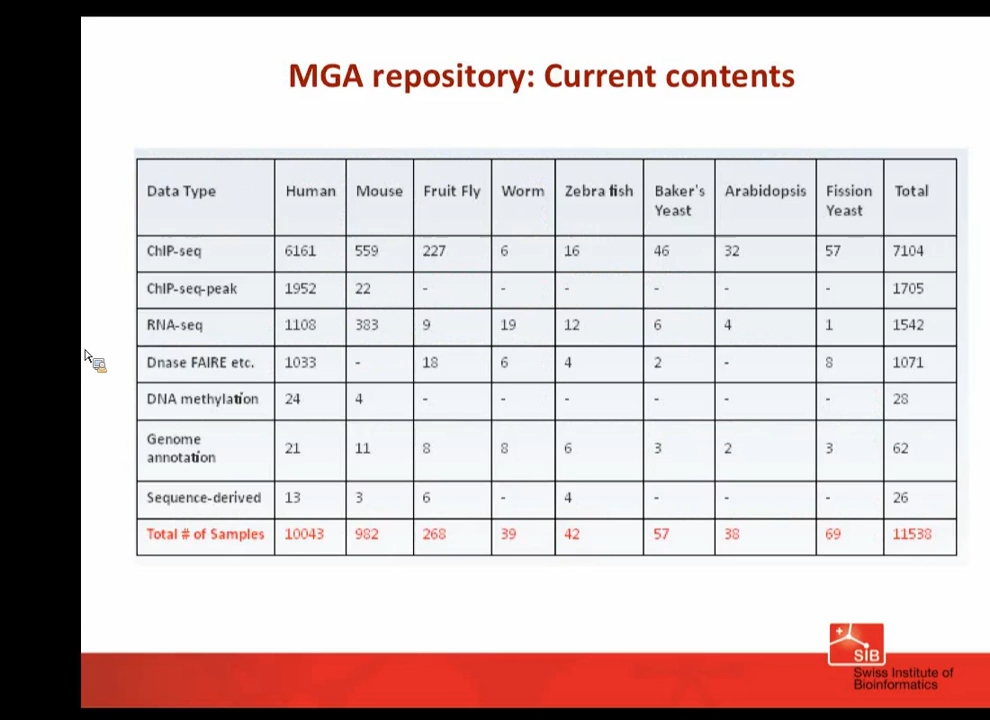 MGA repository: Current contents
Data Type Human Mouse Fruit Fly Worm Zebra fish Baker's Yeast Arabidopsis Fission Yeast Total
ChIP-seq 6161 559 227 6 16 46 32 57 7104
ChIP-seq-peak 1952 22 - - - - - - 1705
RNA-seq 1108 383 9 19 12 6 4 1 1542
Dnase FAIRE etc. 1033 - 18 6 4 2 - 8 1071
DNA methylation 24 4 - - - - - - 28
Genome annotation 21 11 8 8 6 3 2 3 62
Sequence-derived 13 3 6 - 4 - - - 26
Total # of Samples 10043 982 268 39 42 57 38 69 11538
SIB
Swiss Institute of
Bioinformatics